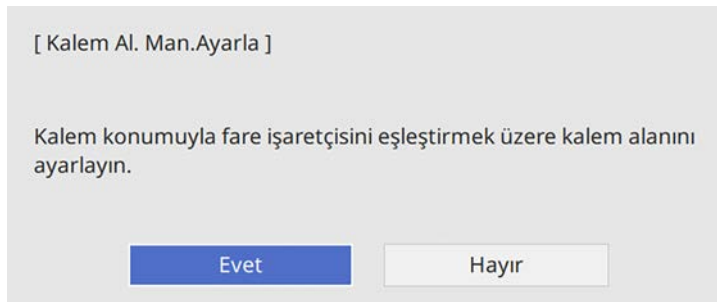 [ Kalem Al. Man.Ayarla ]
Kalem konumuyla fare işaretçisini eşleştirmek üzere kalem alanını
ayarlayın.
Evet
Hayır